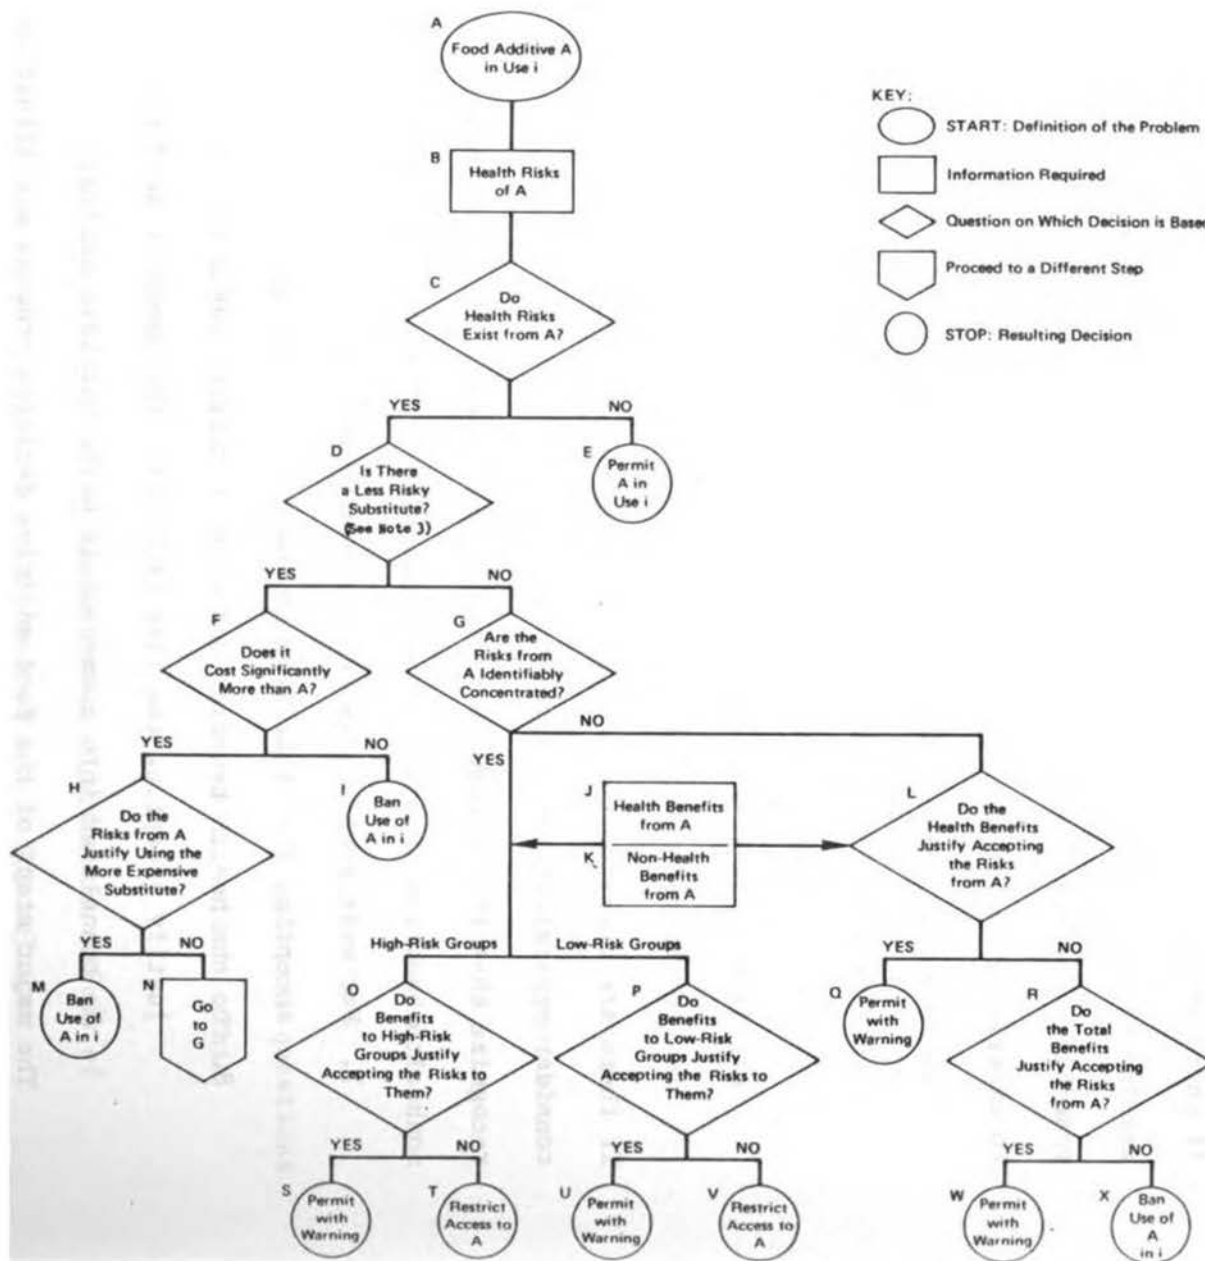 A
Food Additive A
in Use i
KEY:
START: Definition of the Problem
Information Required
Question on Which Decision is Based
Proceed to a Different Step
STOP: Resulting Decision
B
Health Risks
of A
C
Do
Health Risks
Exist from A?
YES
NO
D
Is There
a Less Risky
Substitute?
(See Note 3)
E
Permit
A in
Use i
YES
NO
F
Does it
Cost Significantly
More than A?
G
Are the
Risks from
A Identifiably
Concentrated?
YES
NO
YES
NO
H
Do the
Risks from A
Justify Using the
More Expensive
Substitute?
I
Ban
Use of
A in i
J
Health Benefits
from A
K
Non-Health
Benefits
from A
L
Do the
Health Benefits
Justify Accepting
the Risks
from A?
YES
NO
M
Ban
Use of
A in i
N
Go
to
G
High-Risk Groups
Low-Risk Groups
O
Do
Benefits
to High-Risk
Groups Justify
Accepting the Risks to
Them?
P
Do
Benefits
to Low-Risk
Groups Justify
Accepting the Risks to
Them?
YES
NO
Q
Permit
with
Warning
R
Do
the Total
Benefits
Justify Accepting
the Risks
from A?
YES
NO
YES
NO
YES
NO
S
Permit
with
Warning
T
Restrict
Access to
A
U
Permit
with
Warning
V
Restrict
Access to
A
W
Permit
with
Warning
X
Ban
Use of
A
in i